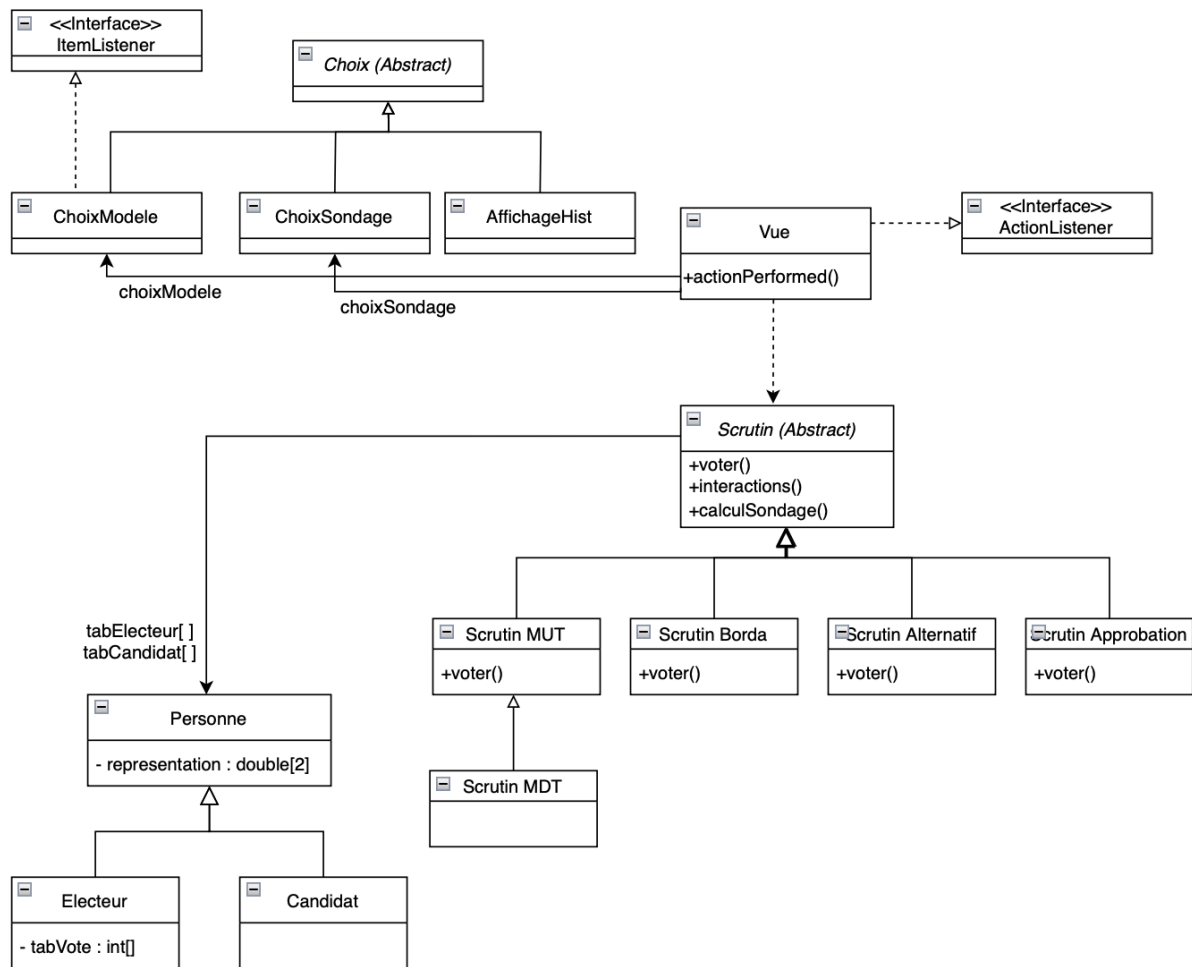 <<Interface>>
ItemListener
Choix (Abstract)
ChoixModele
ChoixSondage
AffichageHist
Vue
+actionPerformed()
<<Interface>>
ActionListener
choixModele
choixSondage
Scrutin (Abstract)
+voter()
+interactions()
+calculSondage()
tabElecteur[ ]
tabCandidat[ ]
Scrutin MUT
+voter()
Scrutin Borda
+voter()
Scrutin Alternatif
+voter()
Scrutin Approbation
+voter()
Personne
- representation : double[2]
Scrutin MDT
Electeur
- tabVote : int[]
Candidat